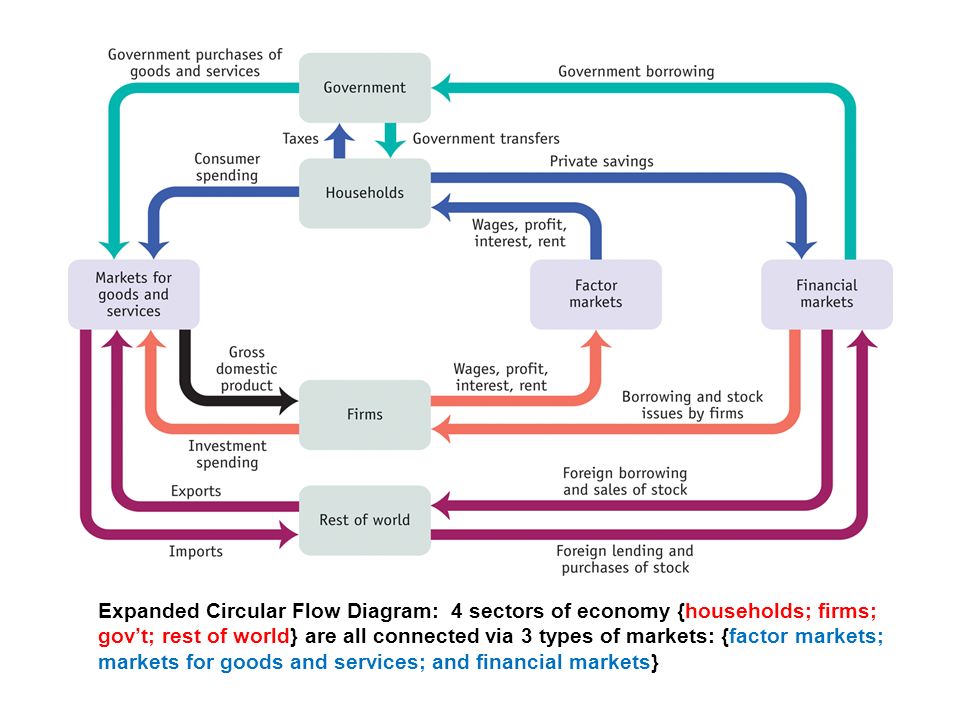 Government purchases of
goods and services
Government
Government borrowing
Taxes
Government transfers
Consumer
spending
Households
Private savings
Wages, profit,
interest, rent
Markets for
goods and
services
Factor
markets
Financial
markets
Gross
domestic
product
Wages, profit,
interest, rent
Firms
Borrowing and stock
issues by firms
Investment
spending
Exports
Foreign borrowing
and sales of stock
Rest of world
Imports
Foreign lending and
purchases of stock
Expanded Circular Flow Diagram: 4 sectors of economy {households; firms;
gov’t; rest of world} are all connected via 3 types of markets: {factor markets;
markets for goods and services; and financial markets}